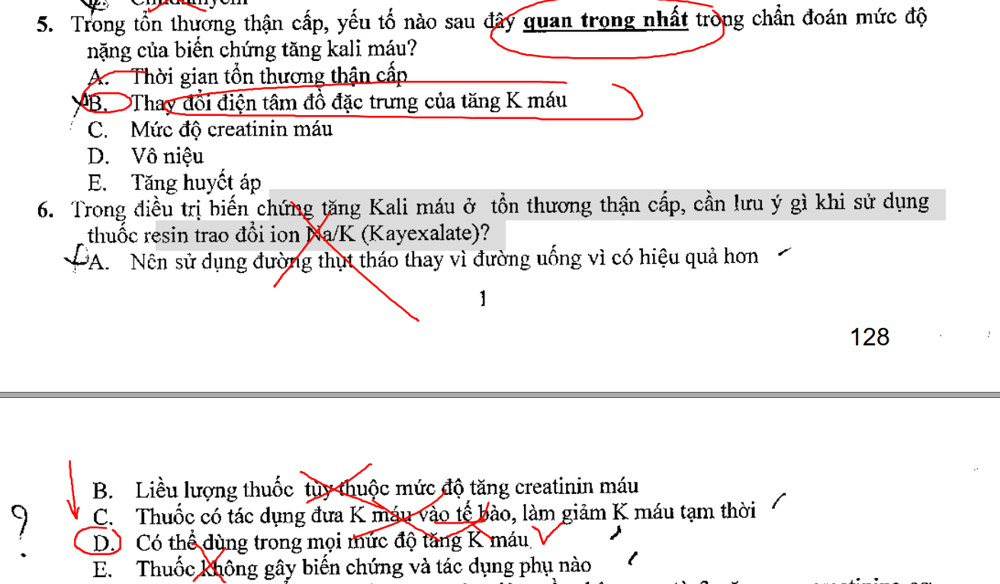 5. Trong tổn thương thận cấp, yếu tố nào sau đây quan trọng nhất trong chẩn đoán mức độ
nặng của biến chứng tăng kali máu?
A. Thời gian tổn thương thận cấp
B. Thay đổi điện tâm đồ đặc trưng của tăng K máu
C. Mức độ creatinin máu
D. Vô niệu
E. Tăng huyết áp
6. Trong điều trị biến chứng tăng Kali máu ở tổn thương thận cấp, cần lưu ý gì khi sử dụng
thuốc resin trao đổi ion Na/K (Kayexalate)?
A. Nên sử dụng đường thụt tháo thay vì đường uống vì có hiệu quả hơn
1
128
B. Liều lượng thuốc tùy thuộc mức độ tăng creatinin máu
?
C. Thuốc có tác dụng đưa K máu vào tế bào, làm giảm K máu tạm thời
D. Có thể dùng trong mọi mức độ tăng K máu.
E. Thuốc không gây biến chứng và tác dụng phụ nào